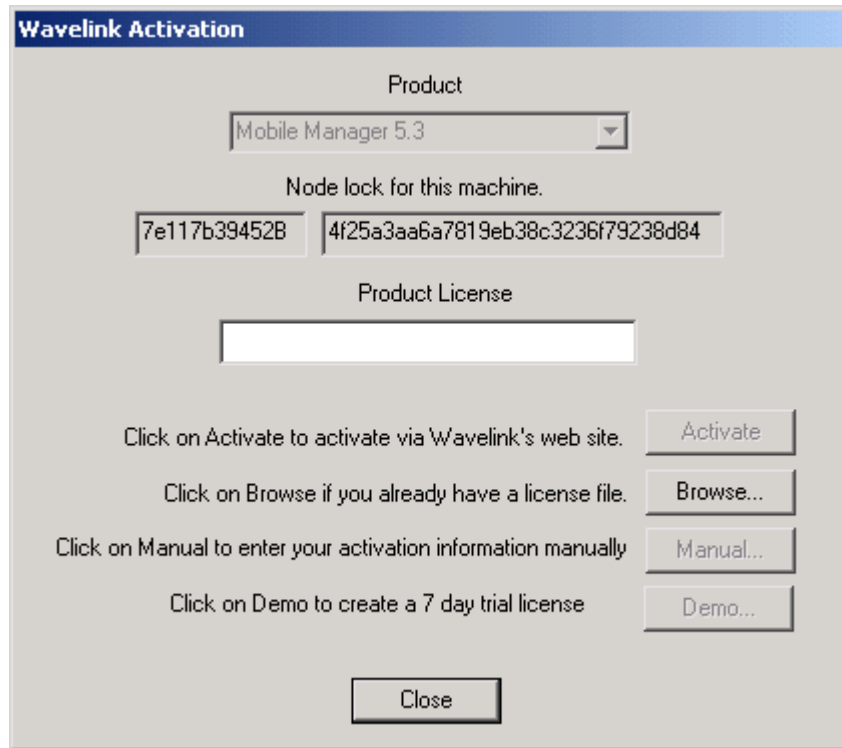 Wavelink Activation
Product
Mobile Manager 5.3
Node lock for this machine.
7e117b39452B 4f25a3aa6a7819eb38c3236f79238d84
Product License
Click on Activate to activate via Wavelink's web site. Activate
Click on Browse if you already have a license file. Browse...
Click on Manual to enter your activation information manually Manual...
Click on Demo to create a 7 day trial license Demo...
Close